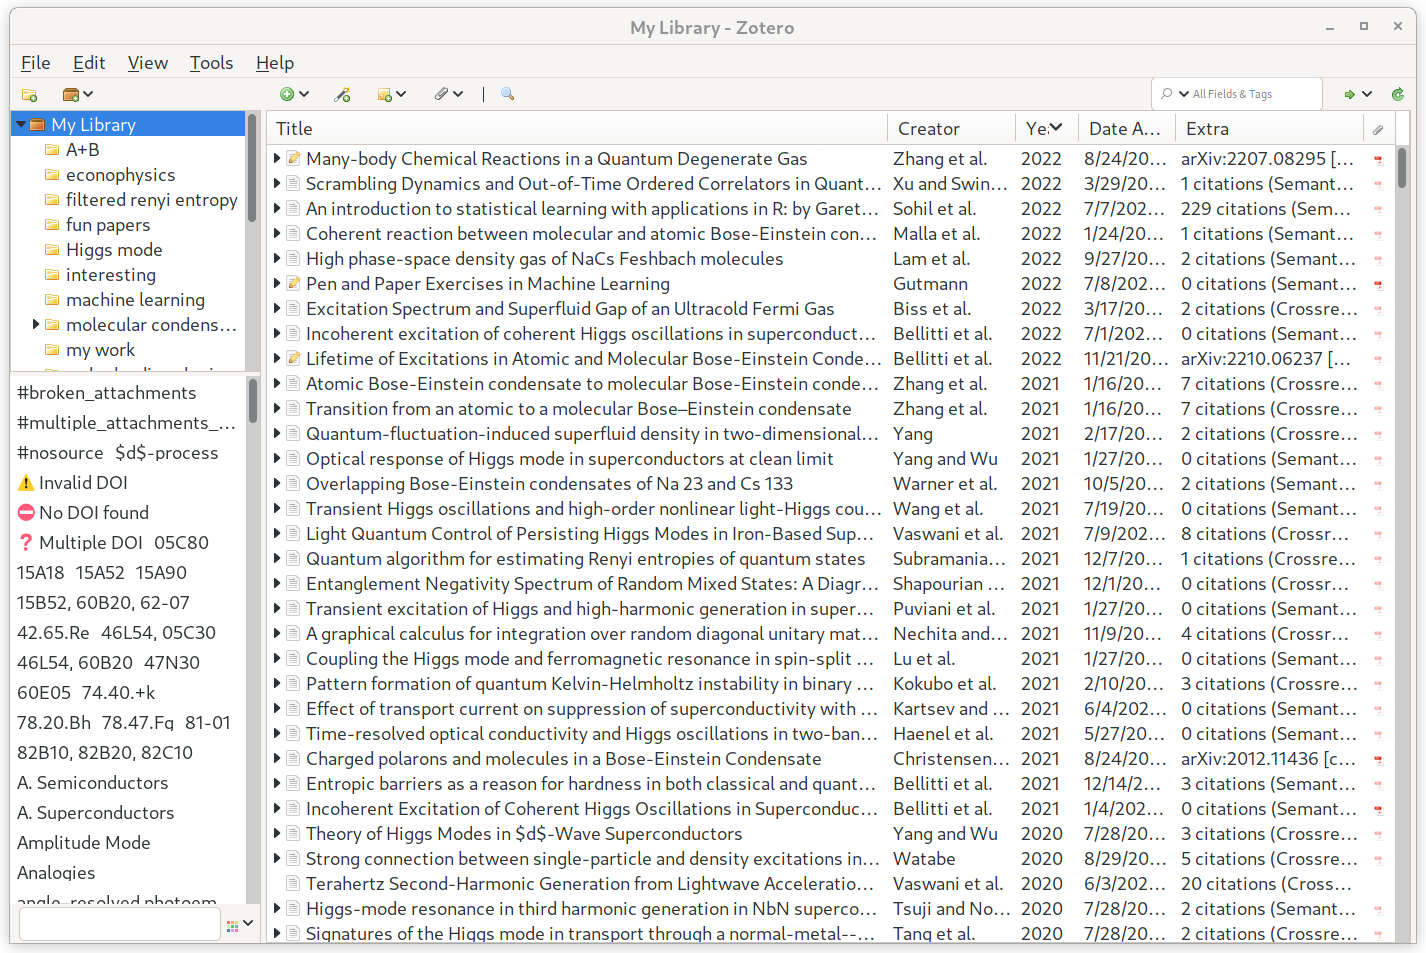 My Library - Zotero
File Edit View Tools Help
All Fields & Tags
My Library
A+B
econophysics
filtered renyi entropy
fun papers
Higgs mode
interesting
machine learning
molecular condens...
my work
#broken_attachments
#multiple_attachments_...
#nosource $d$-process
Invalid DOI
No DOI found
Multiple DOI 05C80
15A18 15A52 15A90
15B52, 60B20, 62-07
42.65.Re 46L54, 05C30
46L54, 60B20 47N30
60E05 74.40.+k
78.20.Bh 78.47.Fg 81-01
82B10, 82B20, 82C10
A. Semiconductors
A. Superconductors
Amplitude Mode
Analogies
angle-resolved photoem
Title Creator Ye Date A... Extra
Many-body Chemical Reactions in a Quantum Degenerate Gas Zhang et al. 2022 8/24/20... arXiv:2207.08295 [...
Scrambling Dynamics and Out-of-Time Ordered Correlators in Quant... Xu and Swin... 2022 3/29/20... 1 citations (Semant...
An introduction to statistical learning with applications in R: by Garet... Sohil et al. 2022 7/7/202... 229 citations (Sem...
Coherent reaction between molecular and atomic Bose-Einstein con... Malla et al. 2022 1/24/20... 1 citations (Semant...
High phase-space density gas of NaCs Feshbach molecules Lam et al. 2022 9/27/20... 2 citations (Semant...
Pen and Paper Exercises in Machine Learning Gutmann 2022 7/8/202... 0 citations (Semant...
Excitation Spectrum and Superfluid Gap of an Ultracold Fermi Gas Biss et al. 2022 3/17/20... 2 citations (Crossre...
Incoherent excitation of coherent Higgs oscillations in superconduct... Bellitti et al. 2022 7/1/202... 0 citations (Semant...
Lifetime of Excitations in Atomic and Molecular Bose-Einstein Conde... Bellitti et al. 2022 11/21/20... arXiv:2210.06237 [...
Atomic Bose-Einstein condensate to molecular Bose-Einstein conde... Zhang et al. 2021 1/16/20... 7 citations (Crossre...
Transition from an atomic to a molecular Bose–Einstein condensate Zhang et al. 2021 1/16/20... 7 citations (Crossre...
Quantum-fluctuation-induced superfluid density in two-dimensional... Yang 2021 2/17/20... 2 citations (Crossre...
Optical response of Higgs mode in superconductors at clean limit Yang and Wu 2021 1/27/20... 0 citations (Semant...
Overlapping Bose-Einstein condensates of Na 23 and Cs 133 Warner et al. 2021 10/5/20... 2 citations (Semant...
Transient Higgs oscillations and high-order nonlinear light-Higgs cou... Wang et al. 2021 7/19/20... 0 citations (Semant...
Light Quantum Control of Persisting Higgs Modes in Iron-Based Sup... Vaswani et al. 2021 7/9/202... 8 citations (Crossr...
Quantum algorithm for estimating Renyi entropies of quantum states Subramania... 2021 12/7/20... 1 citations (Crossre...
Entanglement Negativity Spectrum of Random Mixed States: A Diagr... Shapourian ... 2021 12/1/20... 0 citations (Crossr...
Transient excitation of Higgs and high-harmonic generation in super... Puviani et al. 2021 1/27/20... 0 citations (Semant...
A graphical calculus for integration over random diagonal unitary mat... Nechita and... 2021 11/9/20... 4 citations (Crossr...
Coupling the Higgs mode and ferromagnetic resonance in spin-split ... Lu et al. 2021 1/27/20... 0 citations (Semant...
Pattern formation of quantum Kelvin-Helmholtz instability in binary ... Kokubo et al. 2021 2/10/20... 3 citations (Crossre...
Effect of transport current on suppression of superconductivity with ... Kartsev and ... 2021 6/4/202... 0 citations (Semant...
Time-resolved optical conductivity and Higgs oscillations in two-ban... Haenel et al. 2021 5/27/20... 0 citations (Semant...
Charged polarons and molecules in a Bose-Einstein Condensate Christensen... 2021 8/24/20... arXiv:2012.11436 [c...
Entropic barriers as a reason for hardness in both classical and quant... Bellitti et al. 2021 12/14/2... 3 citations (Semant...
Incoherent Excitation of Coherent Higgs Oscillations in Superconduc... Bellitti et al. 2021 1/4/202... 0 citations (Semant...
Theory of Higgs Modes in $d$-Wave Superconductors Yang and Wu 2020 7/28/20... 3 citations (Crossre...
Strong connection between single-particle and density excitations in... Watabe 2020 8/29/20... 5 citations (Crossre...
Terahertz Second-Harmonic Generation from Lightwave Acceleratio... Vaswani et al. 2020 6/3/202... 20 citations (Cross...
Higgs-mode resonance in third harmonic generation in NbN superco... Tsuji and No... 2020 7/28/20... 2 citations (Semant...
Signatures of the Higgs mode in transport through a normal-metal--... Tang et al. 2020 7/28/20... 2 citations (Crossre...